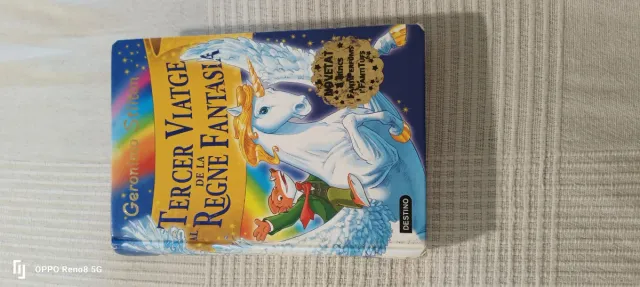 Geronimo Stilton
TERCER VIATGE
AL
REGNE
DE LA
FANTASIA
NOVETAT
DESTINO
OPPO Reno8 5G